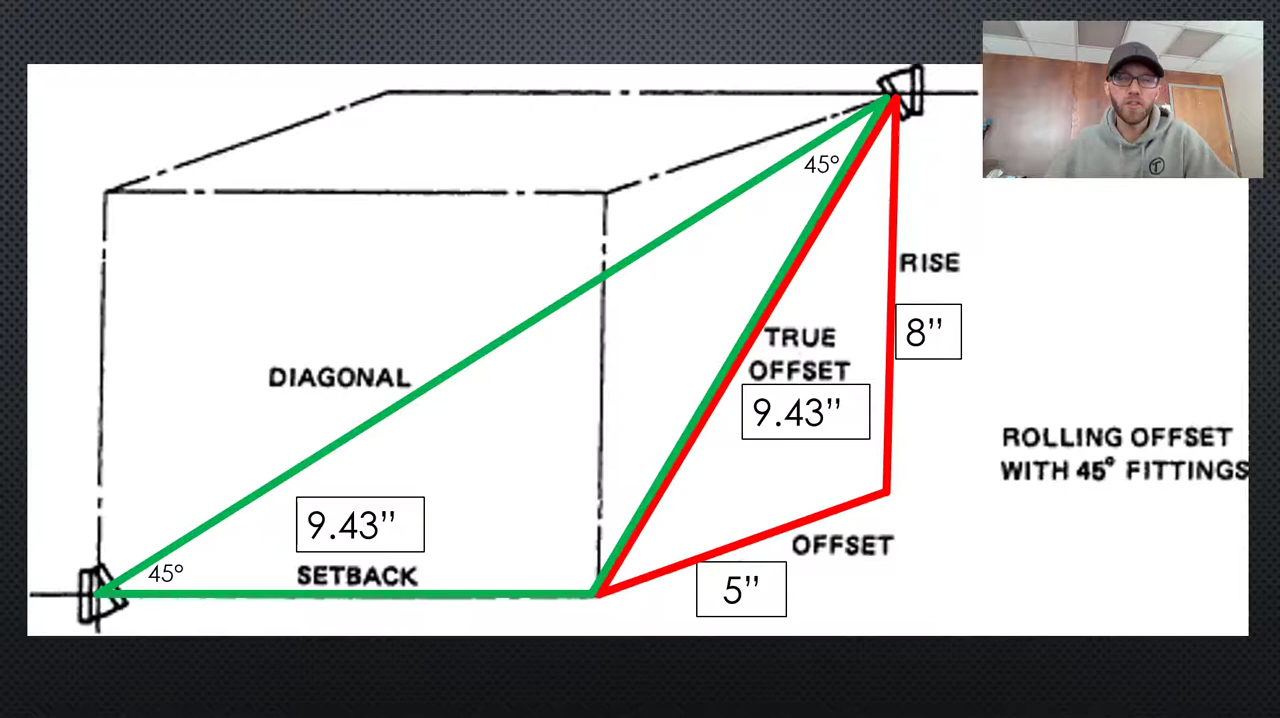 45°
RISE
8”
TRUE
OFFSET
9.43”
DIAGONAL
ROLLING OFFSET
WITH 45° FITTINGS
9.43”
OFFSET
45°
SETBACK
5”